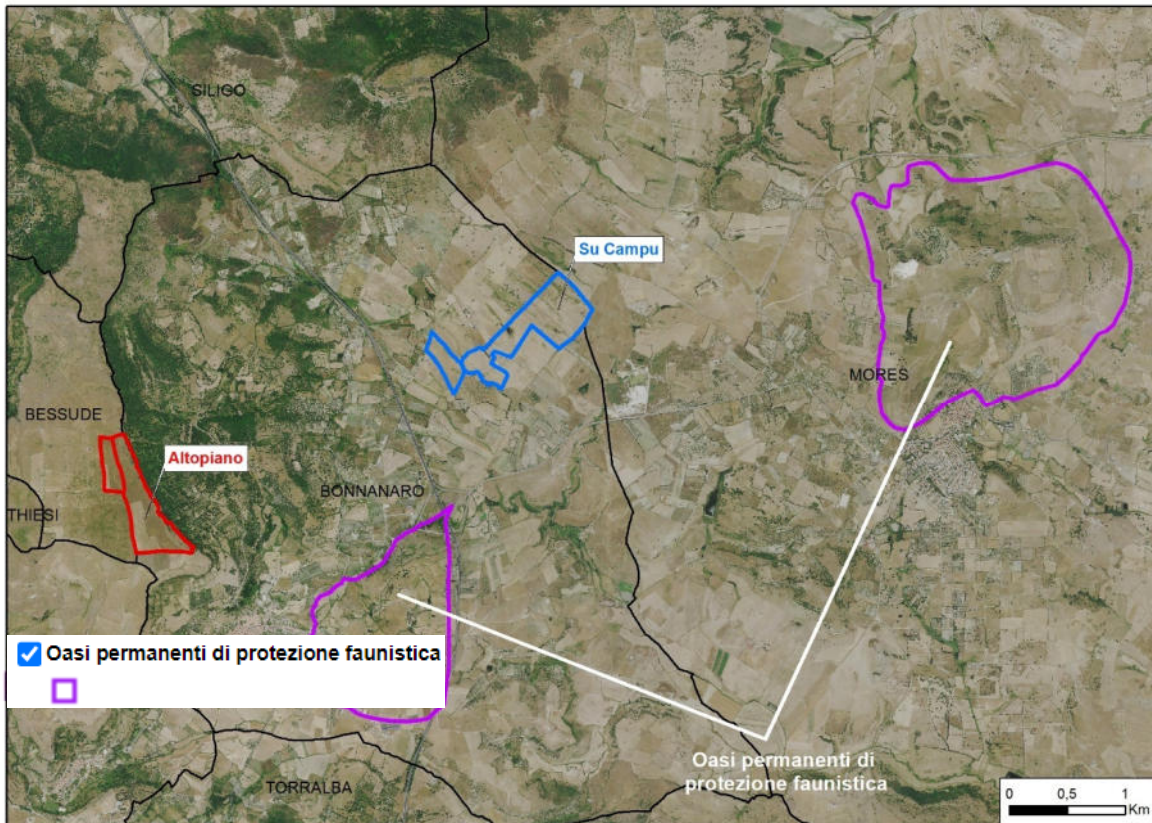 SILIGO
Su Campu
MORES
BESSUDE
Altopiano
BONNANARO
THIESI
Oasi permanenti di protezione faunistica
Oasi permanenti di
protezione faunistica
TORRALBA
0 0,5 1
Km